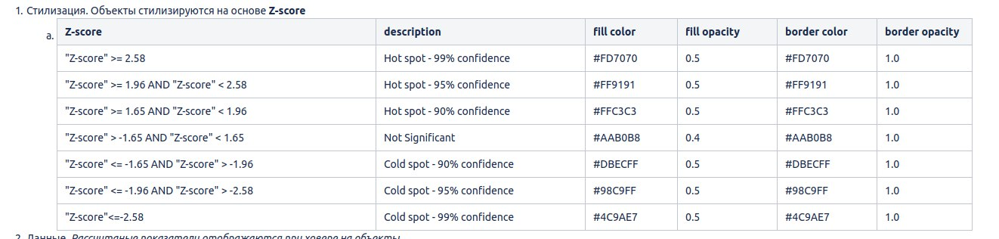 1. Стилизация. Объекты стилизируются на основе Z-score
a. Z-score description fill color fill opacity border color border opacity
"Z-score" >= 2.58 Hot spot - 99% confidence #FD7070 0.5 #FD7070 1.0
"Z-score" >= 1.96 AND "Z-score" < 2.58 Hot spot - 95% confidence #FF9191 0.5 #FF9191 1.0
"Z-score" >= 1.65 AND "Z-score" < 1.96 Hot spot - 90% confidence #FFC3C3 0.5 #FFC3C3 1.0
"Z-score" > -1.65 AND "Z-score" < 1.65 Not Significant #AAB0B8 0.4 #AAB0B8 1.0
"Z-score" <= -1.65 AND "Z-score" > -1.96 Cold spot - 90% confidence #DBECFF 0.5 #DBECFF 1.0
"Z-score" <= -1.96 AND "Z-score" > -2.58 Cold spot - 95% confidence #98C9FF 0.5 #98C9FF 1.0
"Z-score"<=-2.58 Cold spot - 99% confidence #4C9AE7 0.5 #4C9AE7 1.0
2. Данные. Рассчитаные показатели отображаются при ховере на объекты